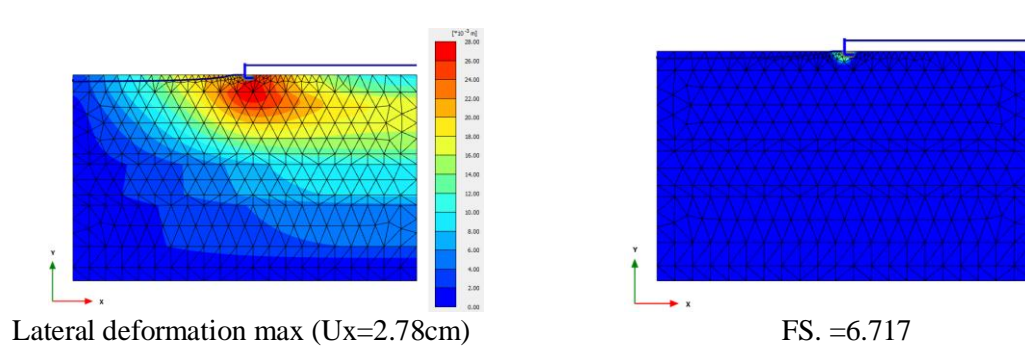 [*10⁻² m]
28.00
26.00
24.00
22.00
20.00
18.00
16.00
14.00
12.00
10.00
8.00
6.00
4.00
2.00
0.00
Y
X
Y
X
Lateral deformation max (Ux=2.78cm)
FS. =6.717